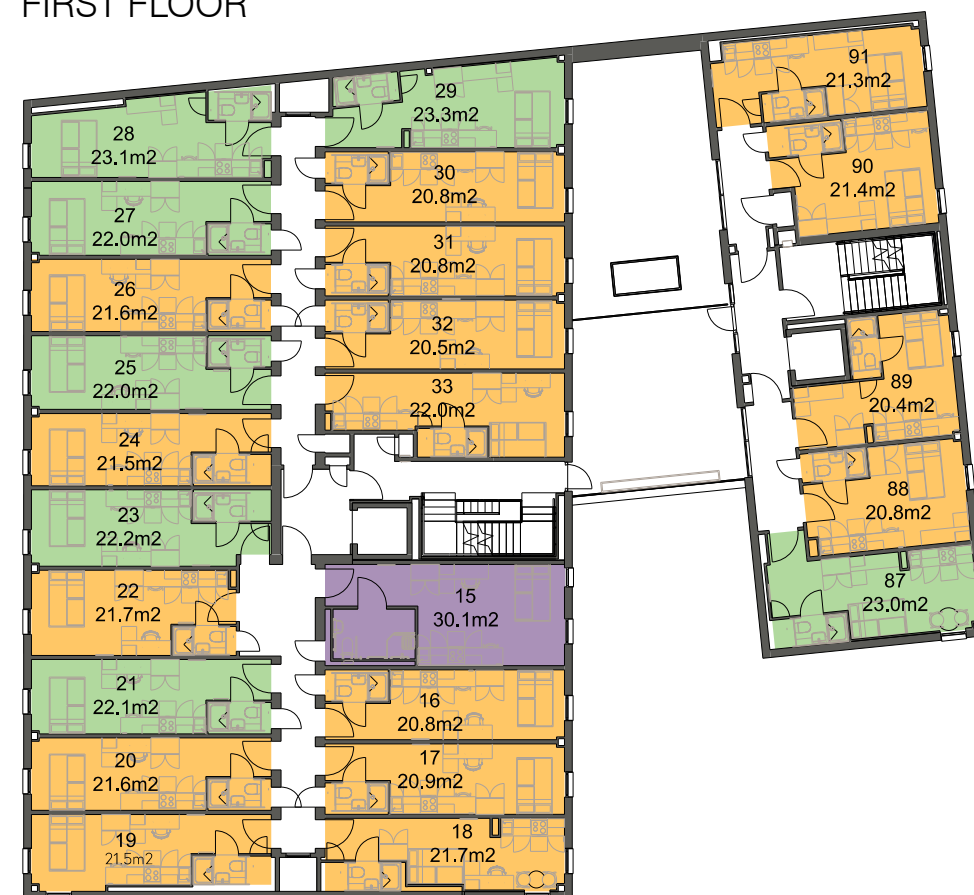 FIRST FLOOR
28
23.1m2
29
23.3m2
91
21.3m2
27
22.0m2
30
20.8m2
90
21.4m2
26
21.6m2
31
20.8m2
25
22.0m2
32
20.5m2
24
21.5m2
33
22.0m2
89
20.4m2
23
22.2m2
88
20.8m2
22
21.7m2
15
30.1m2
87
23.0m2
21
22.1m2
16
20.8m2
20
21.6m2
17
20.9m2
19
21.5m2
18
21.7m2